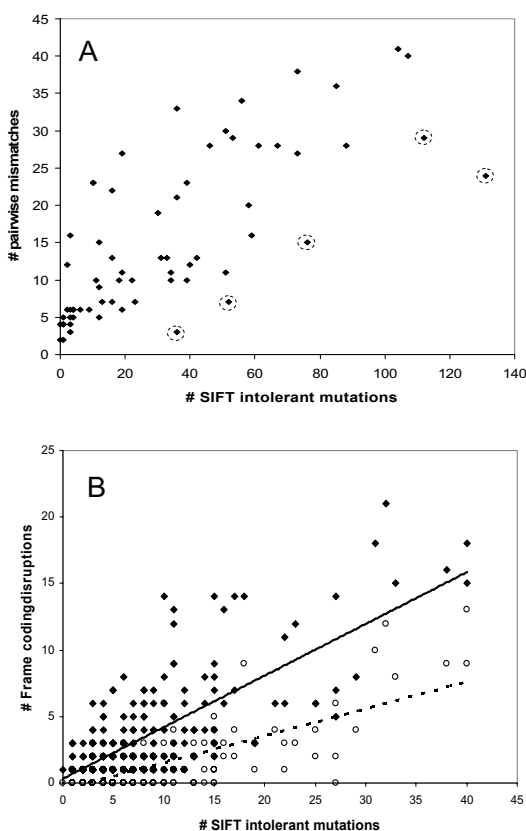 A
45
40
35
30
25
20
15
10
5
0
# pairwise mismatches
0 20 40 60 80 100 120 140
# SIFT intolerant mutations
B
25
20
15
10
5
0
# Frame codingdisruptions
0 5 10 15 20 25 30 35 40 45
# SIFT intolerant mutations